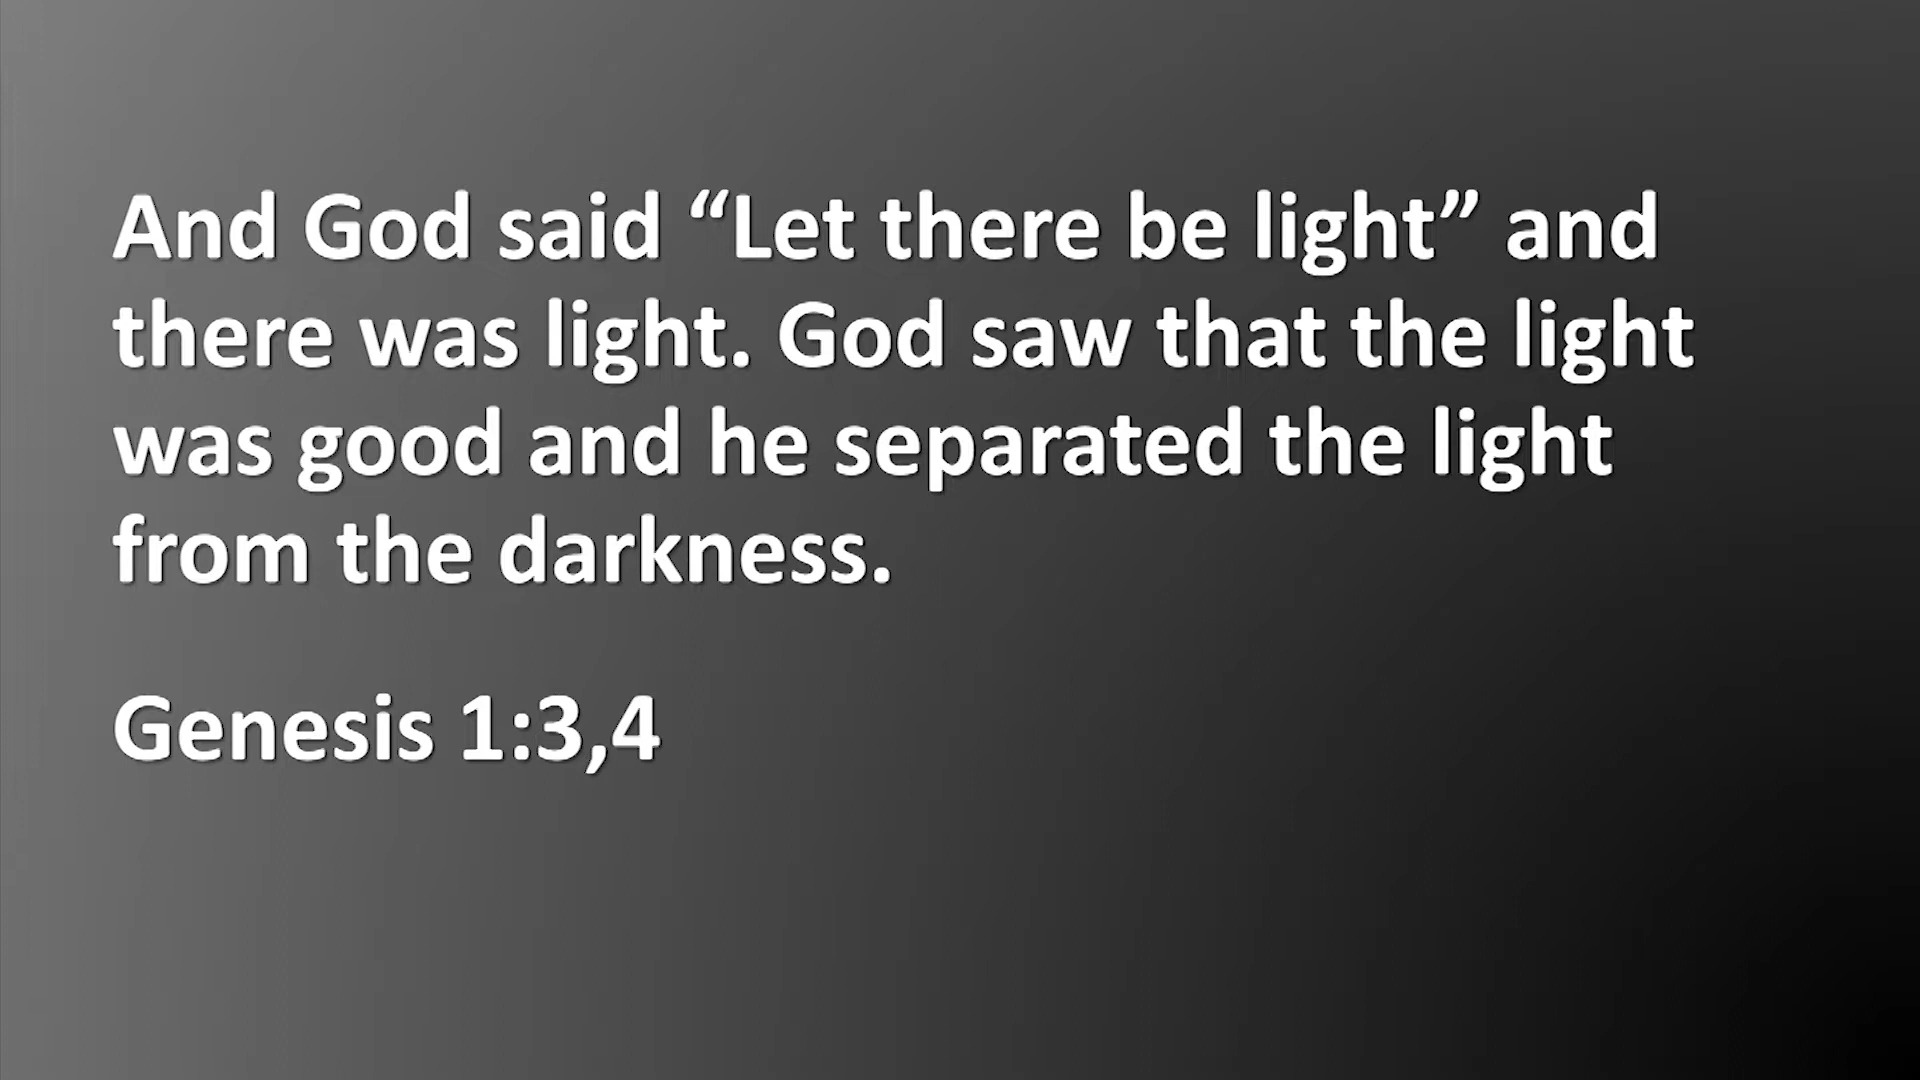 And God said “Let there be light” and
there was light. God saw that the light
was good and he separated the light
from the darkness.
Genesis 1:3,4